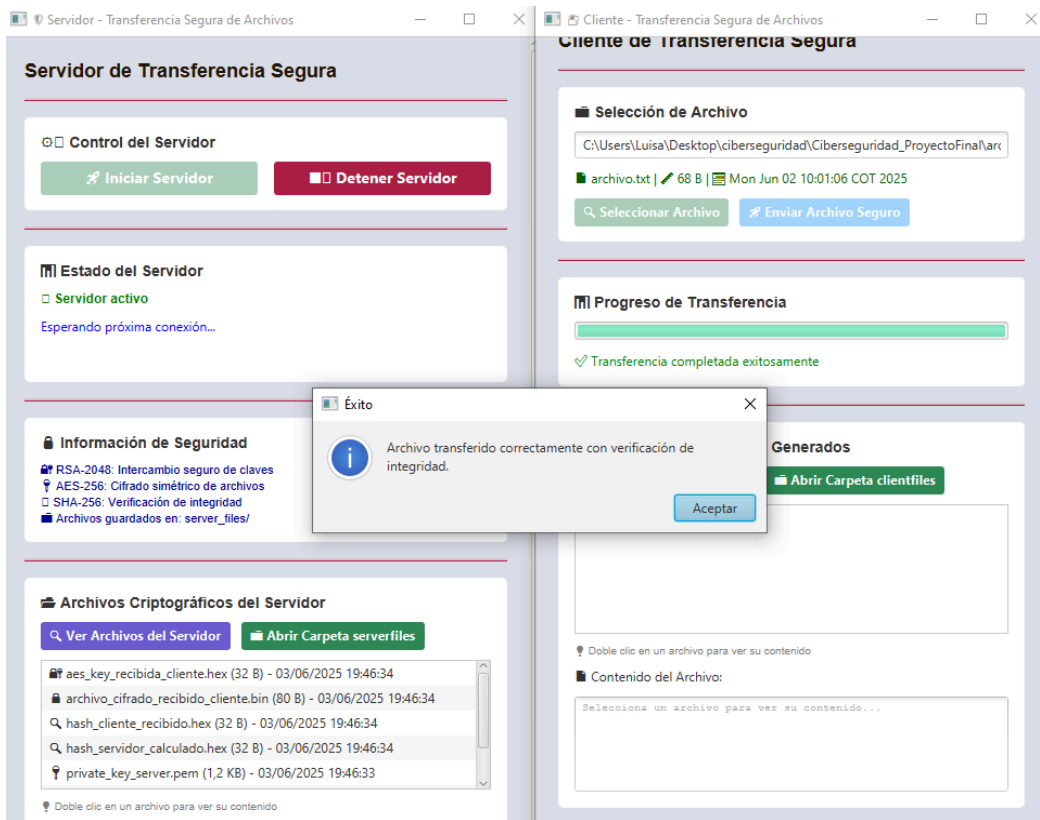 Servidor - Transferencia Segura de Archivos
Servidor de Transferencia Segura
Control del Servidor
Iniciar Servidor
Detener Servidor
Estado del Servidor
Servidor activo
Esperando próxima conexión...
Información de Seguridad
RSA-2048: Intercambio seguro de claves
AES-256: Cifrado simétrico de archivos
SHA-256: Verificación de integridad
Archivos guardados en: server_files/
Archivos Criptográficos del Servidor
Ver Archivos del Servidor
Abrir Carpeta serverfiles
aes_key_recibida_cliente.hex (32 B) - 03/06/2025 19:46:34
archivo_cifrado_recibido_cliente.bin (80 B) - 03/06/2025 19:46:34
hash_cliente_recibido.hex (32 B) - 03/06/2025 19:46:34
hash_servidor_calculado.hex (32 B) - 03/06/2025 19:46:34
private_key_server.pem (1,2 KB) - 03/06/2025 19:46:33
Doble clic en un archivo para ver su contenido
Cliente - Transferencia Segura de Archivos
Cliente de Transferencia Segura
Selección de Archivo
C:\Users\Luisa\Desktop\ciberseguridad\Ciberseguridad_ProyectoFinal\arc
archivo.txt | 68 B | Mon Jun 02 10:01:06 COT 2025
Seleccionar Archivo
Enviar Archivo Seguro
Progreso de Transferencia
Transferencia completada exitosamente
Éxito
Archivo transferido correctamente con verificación de
integridad.
Aceptar
Generados
Abrir Carpeta clientfiles
Doble clic en un archivo para ver su contenido
Contenido del Archivo:
Selecciona un archivo para ver su contenido...